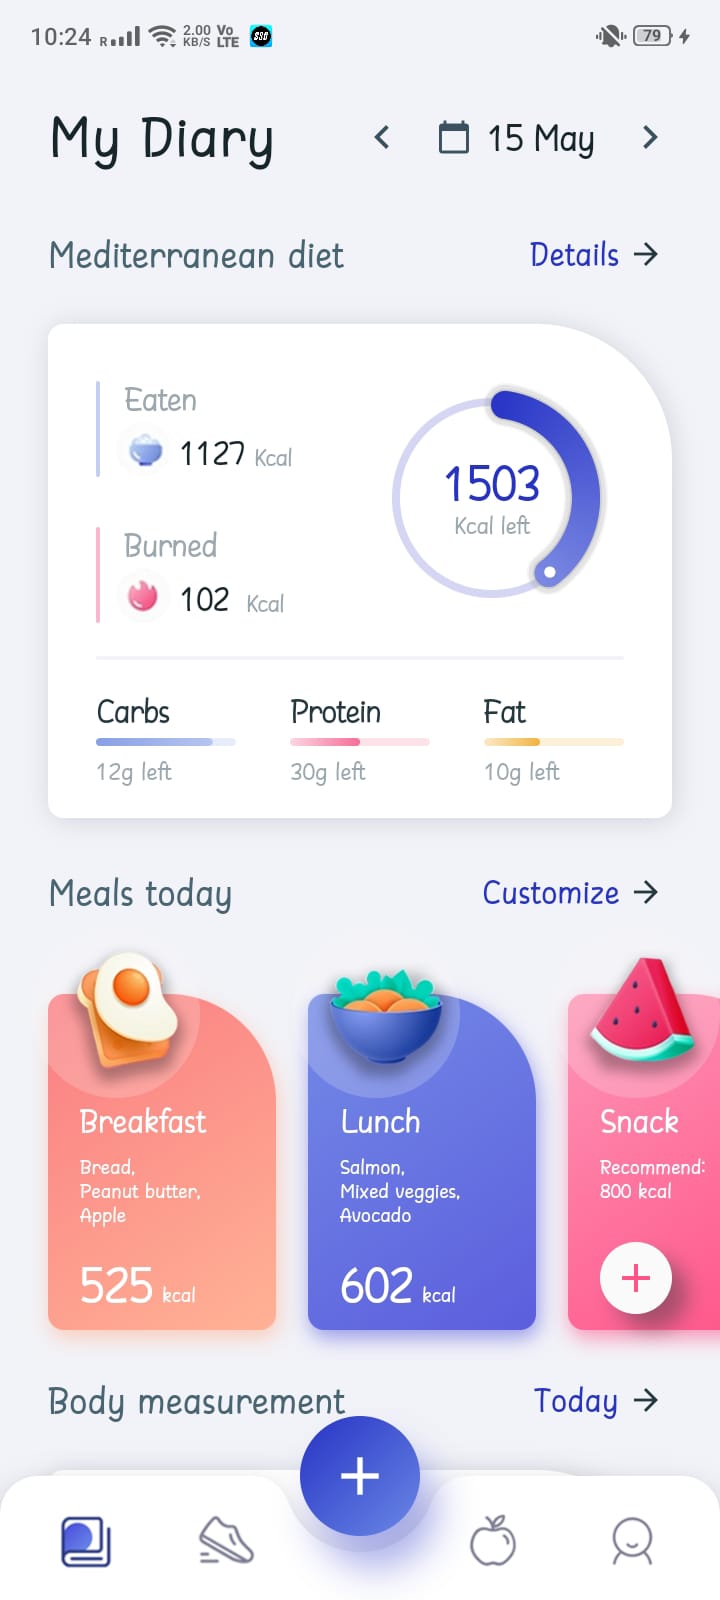 10:24 R 2.00 KB/S Vo LTE 79
My Diary
15 May
Mediterranean diet
Details
Eaten
1127 Kcal
Burned
102 Kcal
1503
Kcal left
Carbs
12g left
Protein
30g left
Fat
10g left
Meals today
Customize
Breakfast
Bread,
Peanut butter,
Apple
525 kcal
Lunch
Salmon,
Mixed veggies,
Avocado
602 kcal
Snack
Recommend:
800 kcal
Body measurement
Today